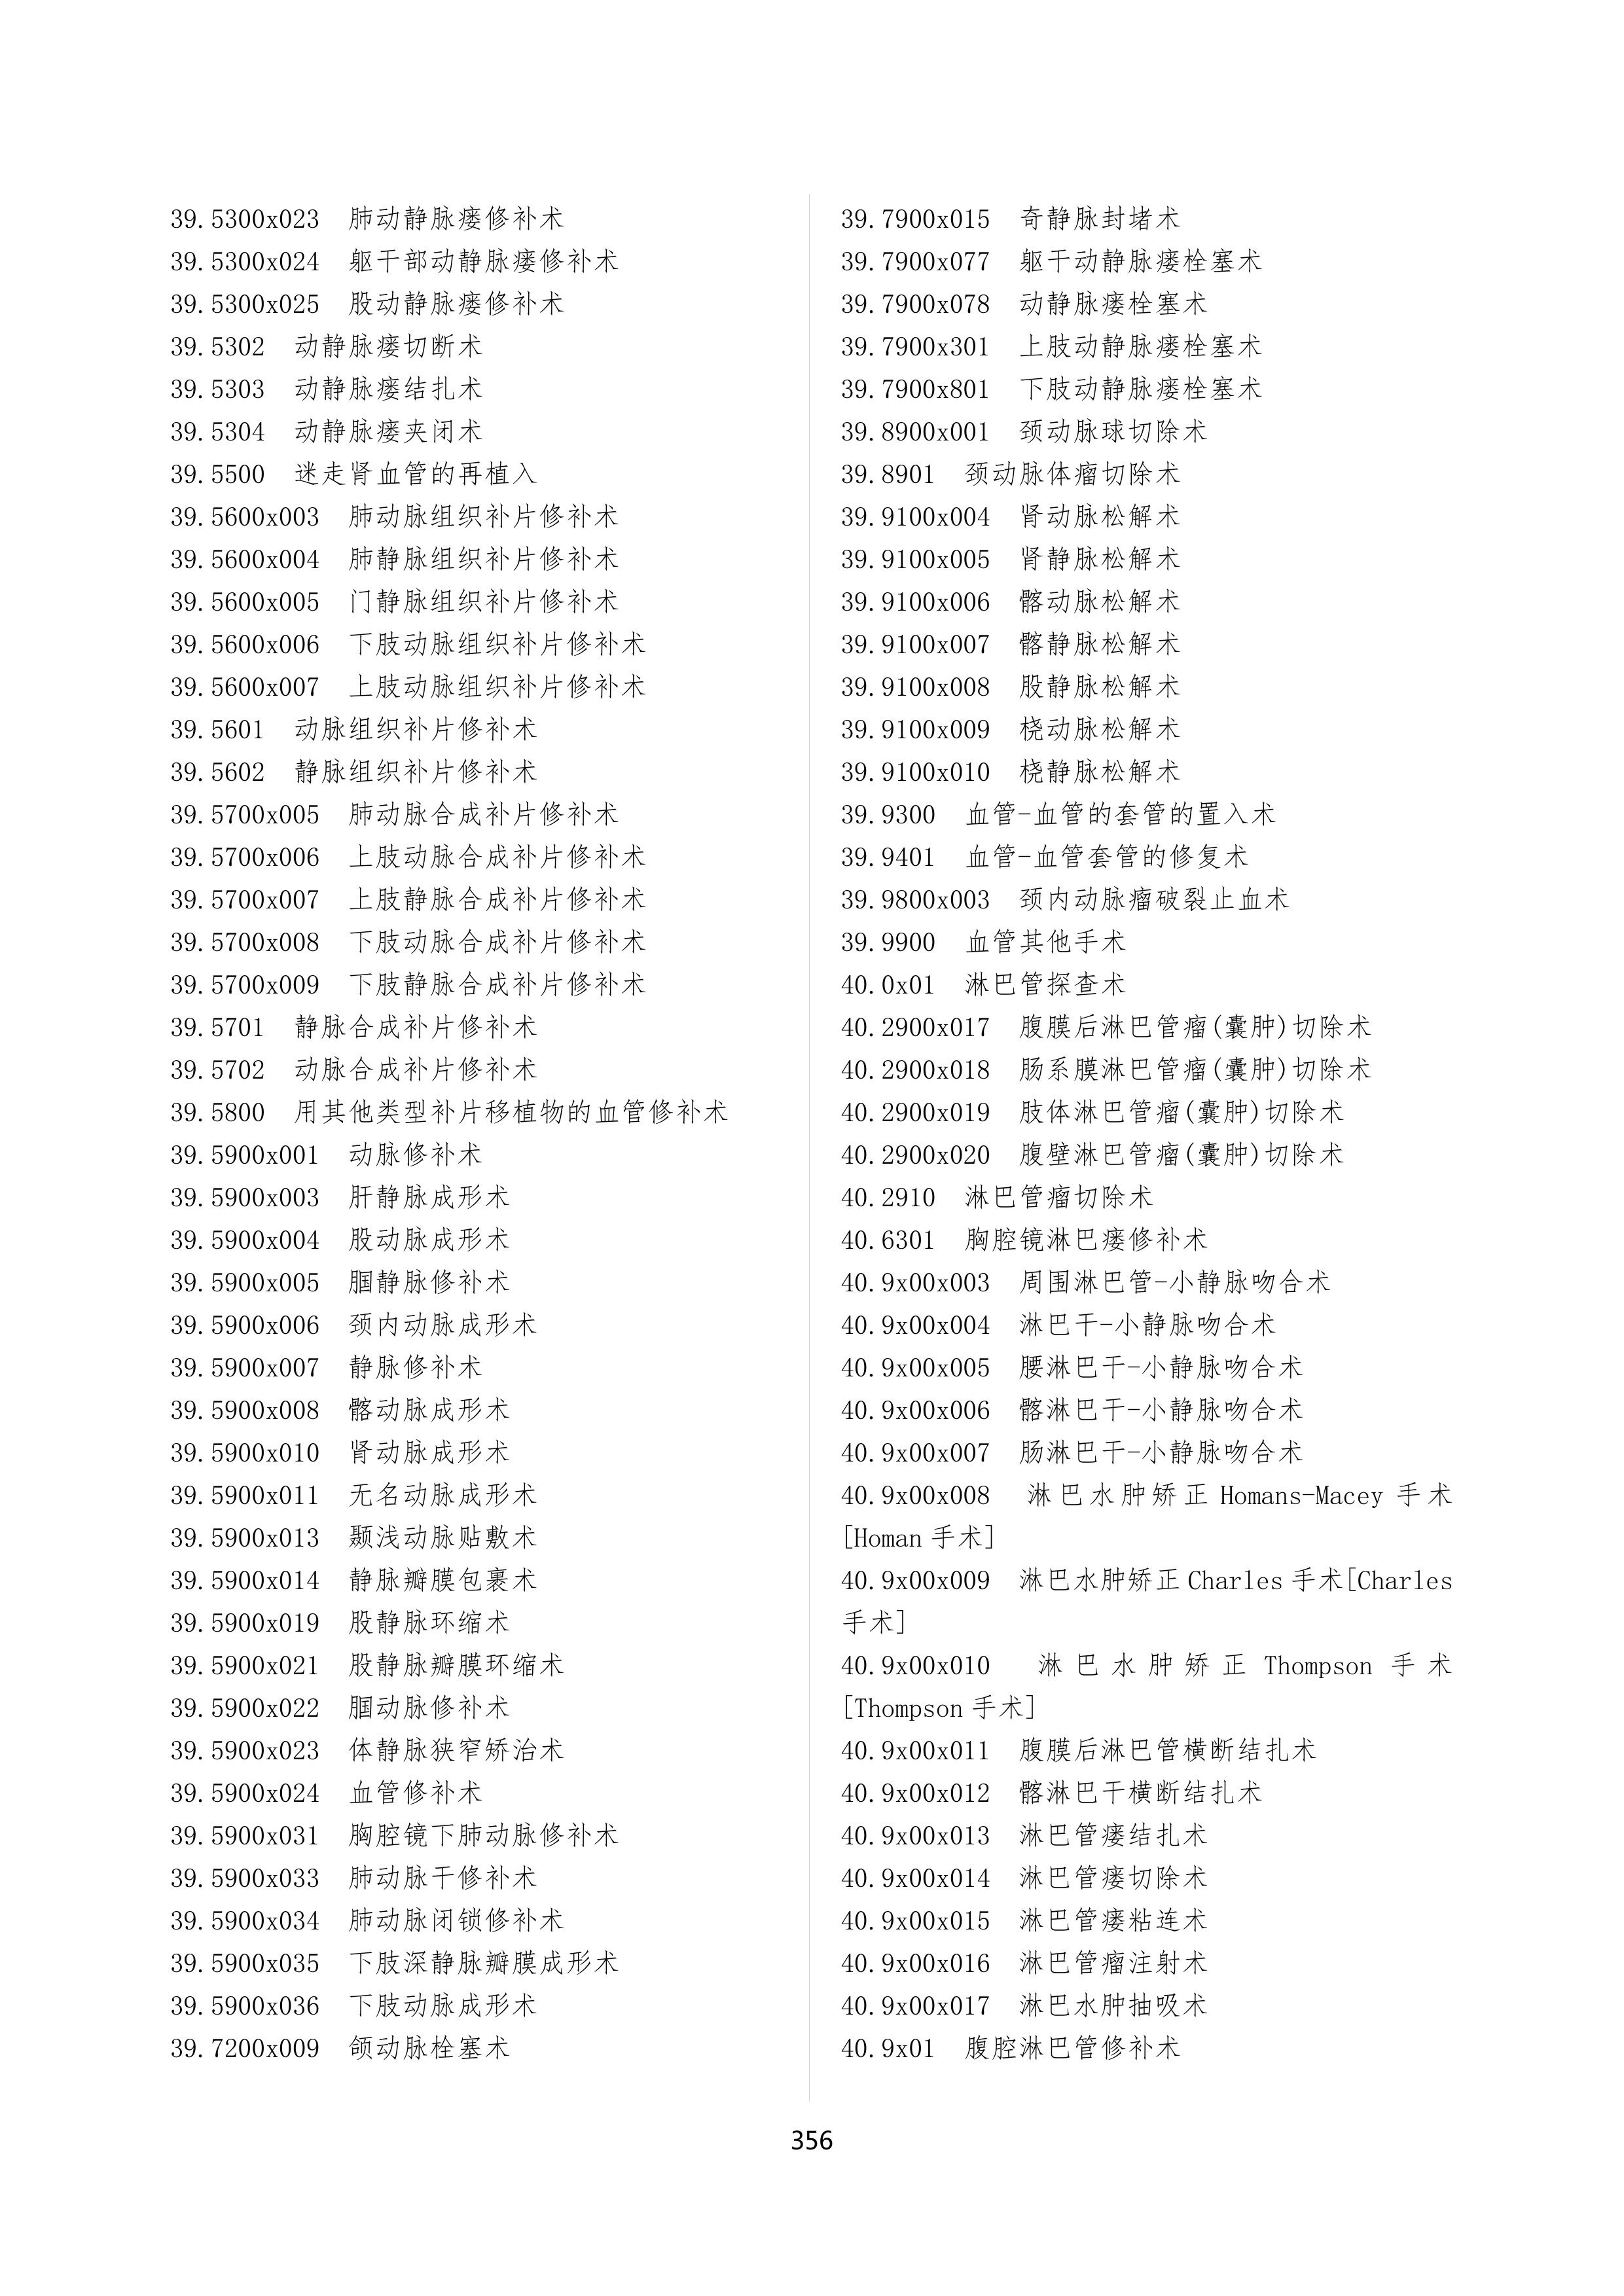 39.5300x023 肺动静脉瘘修补术
39.5300x024 躯干部动静脉瘘修补术
39.5300x025 股动静脉瘘修补术
39.5302 动静脉瘘切断术
39.5303 动静脉瘘结扎术
39.5304 动静脉瘘夹闭术
39.5500 迷走肾血管的再植入
39.5600x003 肺动脉组织补片修补术
39.5600x004 肺静脉组织补片修补术
39.5600x005 门静脉组织补片修补术
39.5600x006 下肢动脉组织补片修补术
39.5600x007 上肢动脉组织补片修补术
39.5601 动脉组织补片修补术
39.5602 静脉组织补片修补术
39.5700x005 肺动脉合成补片修补术
39.5700x006 上肢动脉合成补片修补术
39.5700x007 上肢静脉合成补片修补术
39.5700x008 下肢动脉合成补片修补术
39.5700x009 下肢静脉合成补片修补术
39.5701 静脉合成补片修补术
39.5702 动脉合成补片修补术
39.5800 用其他类型补片移植物的血管修补术
39.5900x001 动脉修补术
39.5900x003 肝静脉成形术
39.5900x004 股动脉成形术
39.5900x005 腘静脉修补术
39.5900x006 颈内动脉成形术
39.5900x007 静脉修补术
39.5900x008 髂动脉成形术
39.5900x010 肾动脉成形术
39.5900x011 无名动脉成形术
39.5900x013 颞浅动脉贴敷术
39.5900x014 静脉瓣膜包裹术
39.5900x019 股静脉环缩术
39.5900x021 股静脉瓣膜环缩术
39.5900x022 腘动脉修补术
39.5900x023 体静脉狭窄矫治术
39.5900x024 血管修补术
39.5900x031 胸腔镜下肺动脉修补术
39.5900x033 肺动脉干修补术
39.5900x034 肺动脉闭锁修补术
39.5900x035 下肢深静脉瓣膜成形术
39.5900x036 下肢动脉成形术
39.7200x009 颌动脉栓塞术
39.7900x015 奇静脉封堵术
39.7900x077 躯干动静脉瘘栓塞术
39.7900x078 动静脉瘘栓塞术
39.7900x301 上肢动静脉瘘栓塞术
39.7900x801 下肢动静脉瘘栓塞术
39.8900x001 颈动脉球切除术
39.8901 颈动脉体瘤切除术
39.9100x004 肾动脉松解术
39.9100x005 肾静脉松解术
39.9100x006 髂动脉松解术
39.9100x007 髂静脉松解术
39.9100x008 股静脉松解术
39.9100x009 桡动脉松解术
39.9100x010 桡静脉松解术
39.9300 血管-血管的套管的置入术
39.9401 血管-血管套管的修复术
39.9800x003 颈内动脉瘤破裂止血术
39.9900 血管其他手术
40.0x01 淋巴管探查术
40.2900x017 腹膜后淋巴管瘤(囊肿)切除术
40.2900x018 肠系膜淋巴管瘤(囊肿)切除术
40.2900x019 肢体淋巴管瘤(囊肿)切除术
40.2900x020 腹壁淋巴管瘤(囊肿)切除术
40.2910 淋巴管瘤切除术
40.6301 胸腔镜淋巴瘘修补术
40.9x00x003 周围淋巴管-小静脉吻合术
40.9x00x004 淋巴干-小静脉吻合术
40.9x00x005 腰淋巴干-小静脉吻合术
40.9x00x006 髂淋巴干-小静脉吻合术
40.9x00x007 肠淋巴干-小静脉吻合术
40.9x00x008 淋巴水肿矫正 Homans-Macey 手术
[Homan 手术]
40.9x00x009 淋巴水肿矫正 Charles 手术[Charles
手术]
40.9x00x010 淋巴水肿矫正 Thompson 手术
[Thompson 手术]
40.9x00x011 腹膜后淋巴管横断结扎术
40.9x00x012 髂淋巴干横断结扎术
40.9x00x013 淋巴管瘘结扎术
40.9x00x014 淋巴管瘘切除术
40.9x00x015 淋巴管瘘粘连术
40.9x00x016 淋巴管瘤注射术
40.9x00x017 淋巴水肿抽吸术
40.9x01 腹腔淋巴管修补术
356